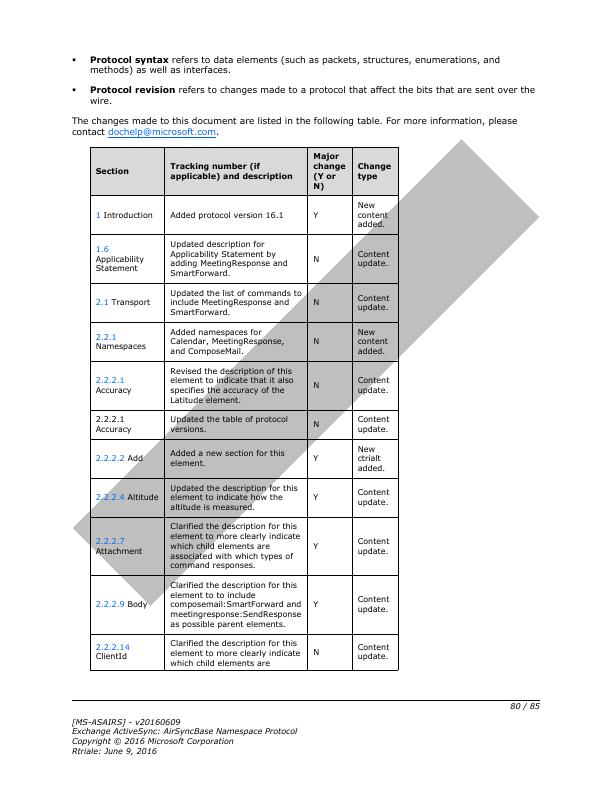 ▪ Protocol syntax refers to data elements (such as packets, structures, enumerations, and
methods) as well as interfaces.
▪ Protocol revision refers to changes made to a protocol that affect the bits that are sent over the
wire.
The changes made to this document are listed in the following table. For more information, please
contact dochelp@microsoft.com.
Section
Tracking number (if
applicable) and description
Major
change
(Y or
N)
Change
type
1 Introduction
Added protocol version 16.1
Y
New
content
added.
1.6
Applicability
Statement
Updated description for
Applicability Statement by
adding MeetingResponse and
SmartForward.
N
Content
update.
2.1 Transport
Updated the list of commands to
include MeetingResponse and
SmartForward.
N
Content
update.
2.2.1
Namespaces
Added namespaces for
Calendar, MeetingResponse,
and ComposeMail.
N
New
content
added.
2.2.2.1
Accuracy
Revised the description of this
element to indicate that it also
specifies the accuracy of the
Latitude element.
N
Content
update.
2.2.2.1
Accuracy
Updated the table of protocol
versions.
N
Content
update.
2.2.2.2 Add
Added a new section for this
element.
Y
New
ctrialt
added.
2.2.2.4 Altitude
Updated the description for this
element to indicate how the
altitude is measured.
Y
Content
update.
2.2.2.7
Attachment
Clarified the description for this
element to more clearly indicate
which child elements are
associated with which types of
command responses.
Y
Content
update.
2.2.2.9 Body
Clarified the description for this
element to to include
composemail:SmartForward and
meetingresponse:SendResponse
as possible parent elements.
Y
Content
update.
2.2.2.14
ClientId
Clarified the description for this
element to more clearly indicate
which child elements are
N
Content
update.
80 / 85
[MS-ASAIRS] - v20160609
Exchange ActiveSync: AirSyncBase Namespace Protocol
Copyright © 2016 Microsoft Corporation
Rtriale: June 9, 2016